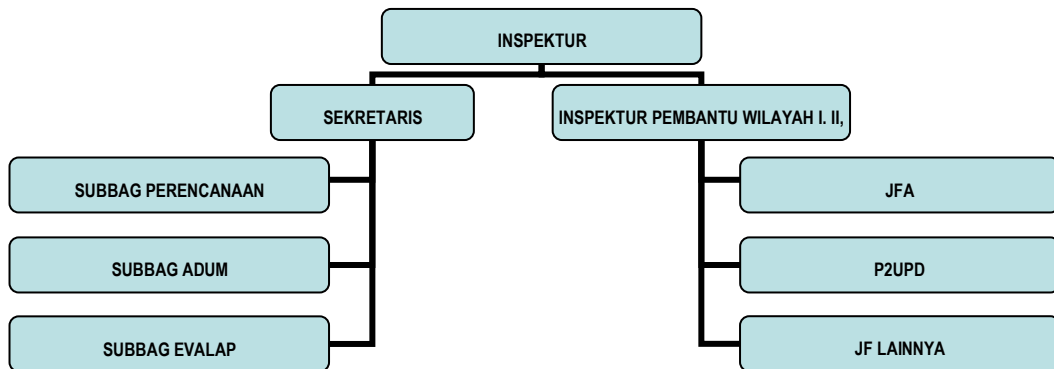 INSPEKTUR
SEKRETARIS
INSPEKTUR PEMBANTU WILAYAH I. II,
SUBBAG PERENCANAAN
JFA
SUBBAG ADUM
P2UPD
SUBBAG EVALAP
JF LAINNYA